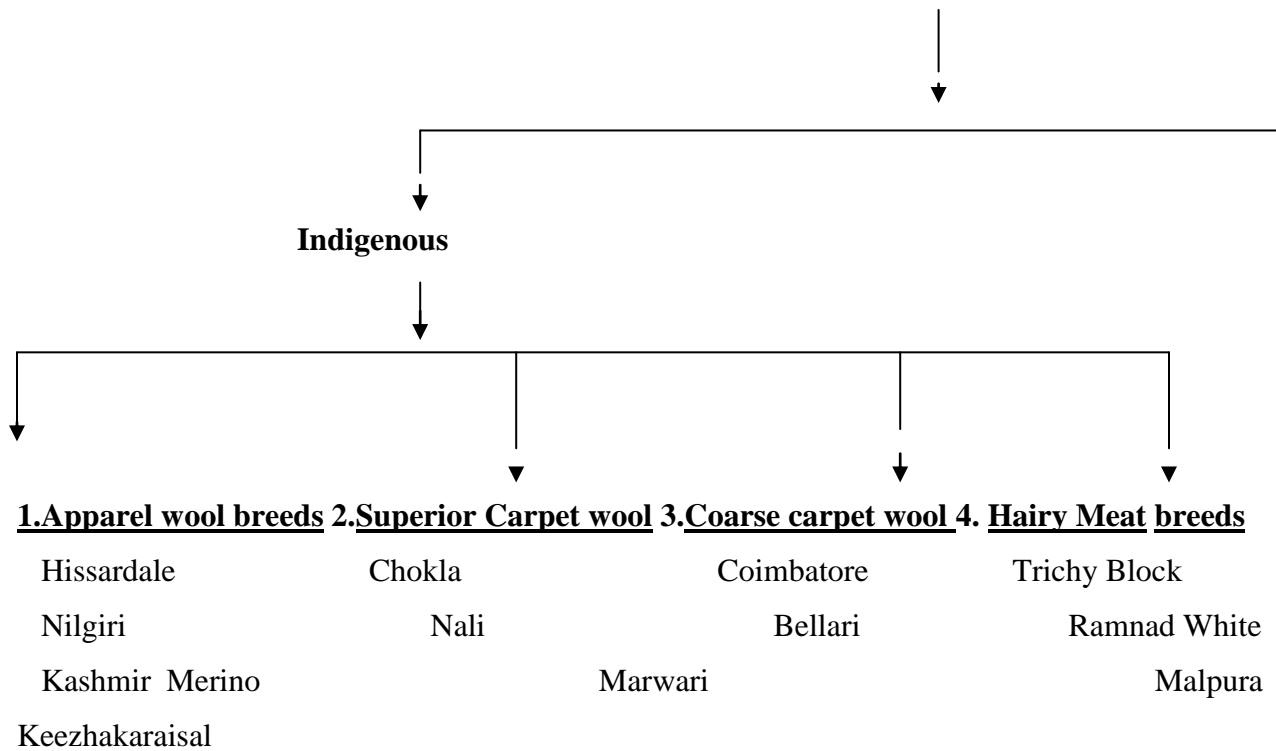 Indigenous
1.Apparel wool breeds 2.Superior Carpet wool 3.Coarse carpet wool 4. Hairy Meat breeds
Hissardale Chokla Coimbatore Trichy Block
Nilgiri Nali Bellari Ramnad White
Kashmir Merino Marwari Malpura
Keezhakaraisal